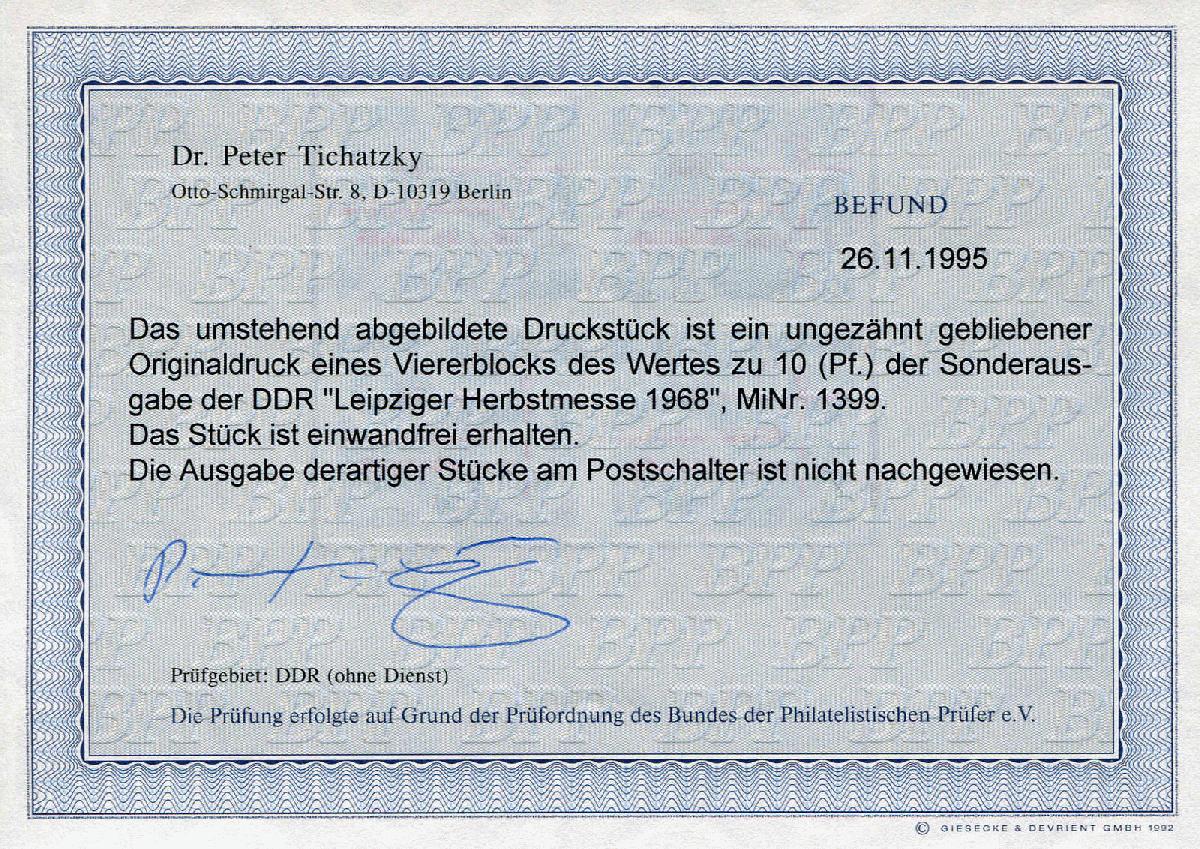 Dr. Peter Tichatzky
Otto-Schmirgal-Str. 8, D-10319 Berlin
BEFUND
26.11.1995
Das umstehend abgebildete Druckstück ist ein ungezähnt gebliebener
Originaldruck eines Viererblocks des Wertes zu 10 (Pf.) der Sonderaus-
gabe der DDR "Leipziger Herbstmesse 1968", MiNr. 1399.
Das Stück ist einwandfrei erhalten.
Die Ausgabe derartiger Stücke am Postschalter ist nicht nachgewiesen.
Prüfgebiet: DDR (ohne Dienst)
Die Prüfung erfolgte auf Grund der Prüfordnung des Bundes der Philatelistischen Prüfer e.V.
© GIESECKE & DEVRIENT GMBH 1992